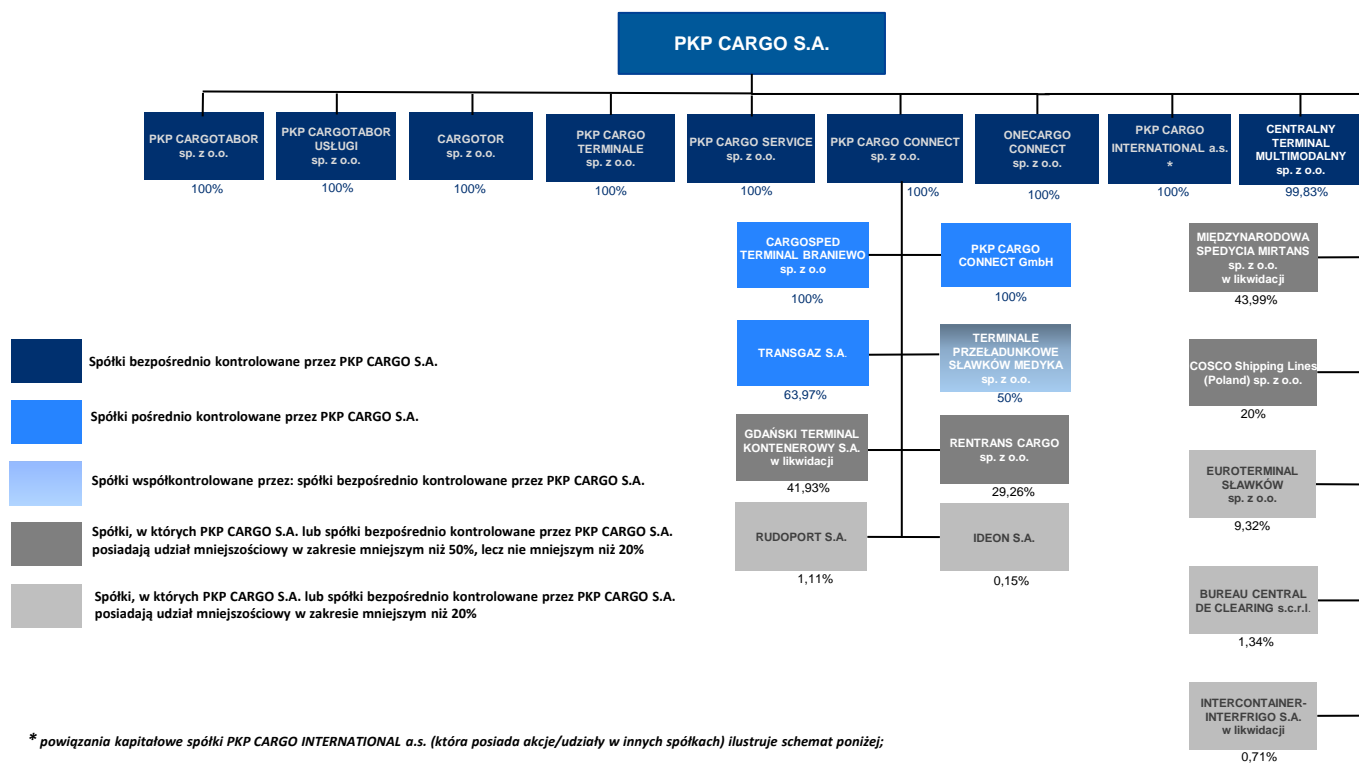 PKP CARGO S.A.
PKP CARGOTABOR
sp. z o.o.
100%
PKP CARGOTABOR
USŁUGI
sp. z o.o.
100%
CARGOTOR
sp. z o.o.
100%
PKP CARGO
TERMINALE
sp. z o.o.
100%
PKP CARGO SERVICE
sp. z o.o.
100%
PKP CARGO CONNECT
sp. z o.o.
100%
ONECARGO
CONNECT
sp. z o.o.
100%
PKP CARGO
INTERNATIONAL a.s.
*
100%
CENTRALNY
TERMINAL
MULTIMODALNY
sp. z o.o.
99,83%
CARGOSPED
TERMINAL BRANIEWO
sp. z o.o
100%
PKP CARGO
CONNECT GmbH
100%
MIĘDZYNARODOWA
SPEDYCIA MIRTANS
sp. z o.o.
w likwidacji
43,99%
TRANSGAZ S.A.
63,97%
TERMINALE
PRZEŁADUNKOWE
SŁAWKÓW MEDYKA
sp. z o.o.
50%
COSCO Shipping Lines
(Poland) sp. z o.o.
20%
GDAŃSKI TERMINAL
KONTENEROWY S.A.
w likwidacji
41,93%
RENTRANS CARGO
sp. z o.o.
29,26%
EUROTERMINAL
SŁAWKÓW
sp. z o.o.
9,32%
RUDOPORT S.A.
1,11%
IDEON S.A.
0,15%
BUREAU CENTRAL
DE CLEARING s.c.r.l.
1,34%
INTERCONTAINER-
INTERFRIGO S.A.
w likwidacji
0,71%
Spółki bezpośrednio kontrolowane przez PKP CARGO S.A.
Spółki pośrednio kontrolowane przez PKP CARGO S.A.
Spółki współkontrolowane przez: spółki bezpośrednio kontrolowane przez PKP CARGO S.A.
Spółki, w których PKP CARGO S.A. lub spółki bezpośrednio kontrolowane przez PKP CARGO S.A.
posiadają udział mniejszościowy w zakresie mniejszym niż 50%, lecz nie mniejszym niż 20%
Spółki, w których PKP CARGO S.A. lub spółki bezpośrednio kontrolowane przez PKP CARGO S.A.
posiadają udział mniejszościowy w zakresie mniejszym niż 20%
* powiązania kapitałowe spółki PKP CARGO INTERNATIONAL a.s. (która posiada akcje/udziały w innych spółkach) ilustruje schemat poniżej;